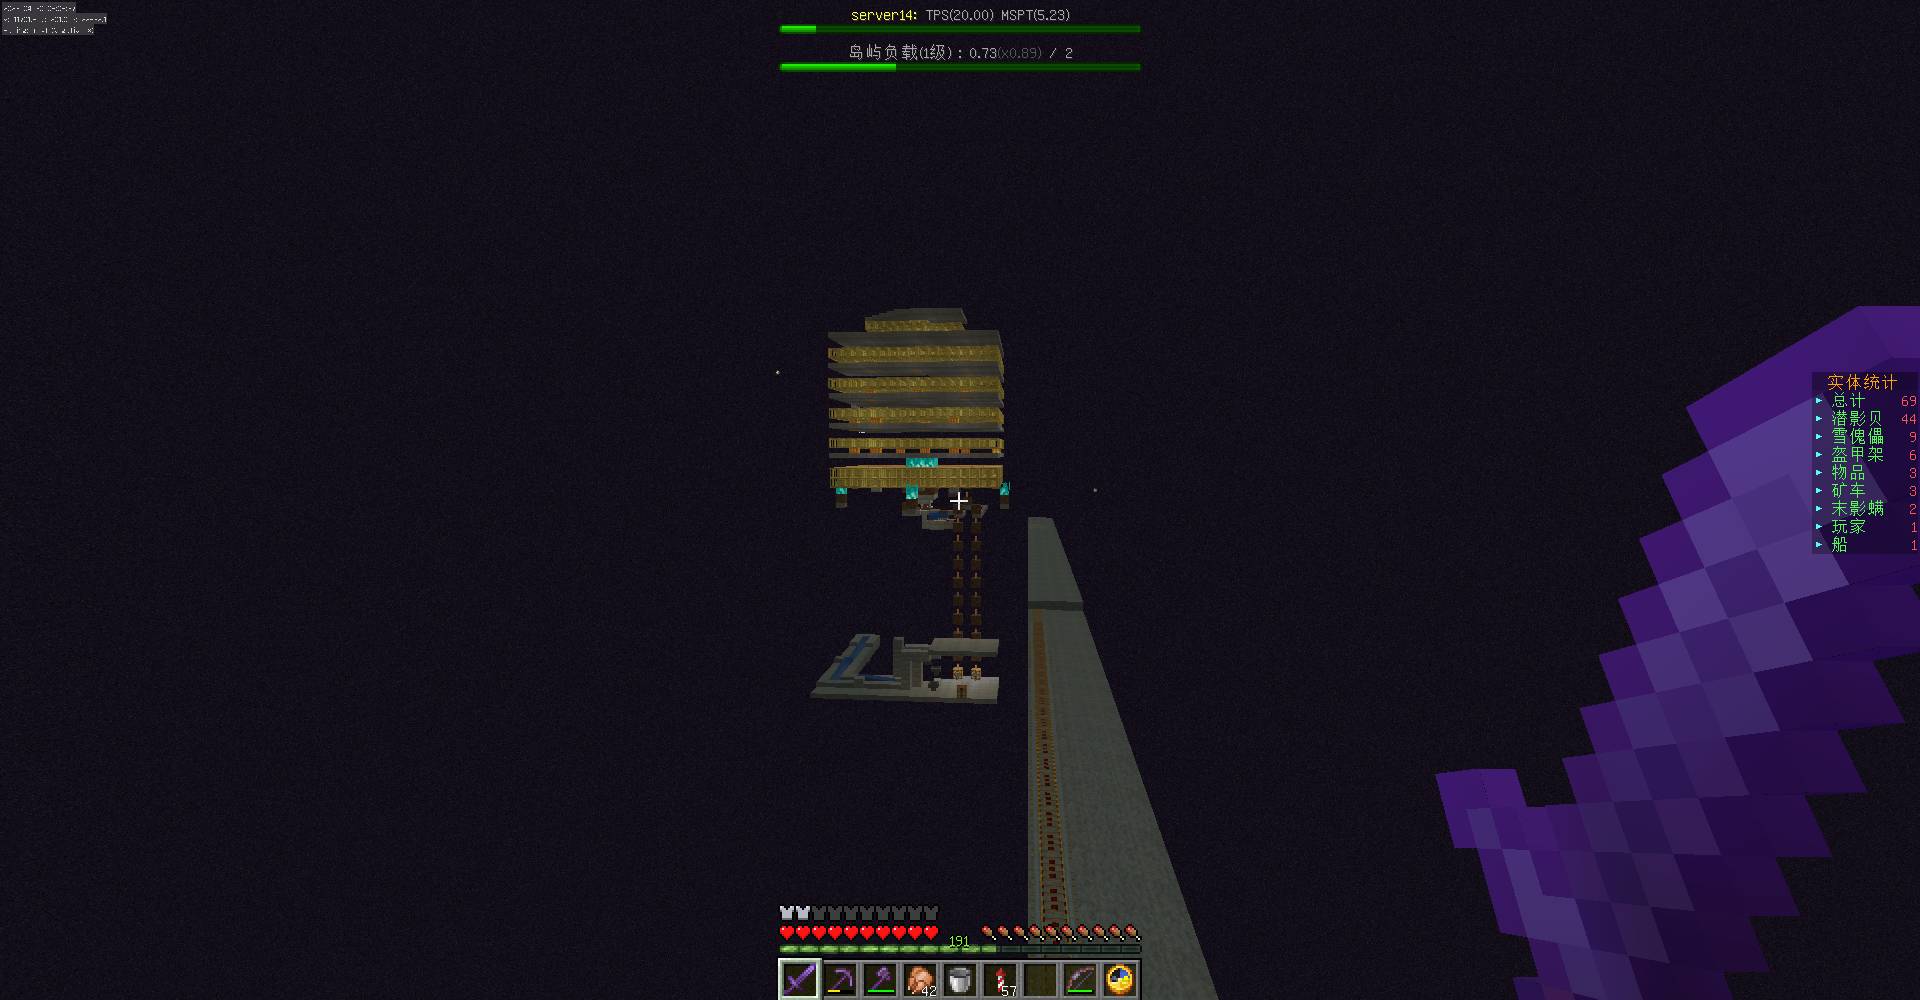 server14: TPS(20.00) MSPT(5.23)
岛屿负载(1级) : 0.73(x0.89) / 2
实体统计
► 总计 69
► 潜影贝 44
► 雪傀儡 9
► 盔甲架 6
► 物品 3
► 矿车 3
► 末影螨 2
► 玩家 1
► 船 1
191
42
57